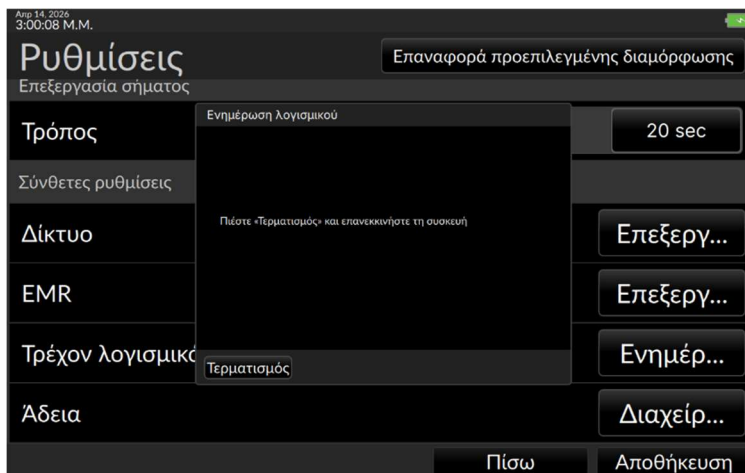 Απρ 14, 2026
3:00:08 Μ.Μ.
Ρυθμίσεις
Επαναφορά προεπιλεγμένης διαμόρφωσης
Επεξεργασία σήματος
Τρόπος
20 sec
Σύνθετες ρυθμίσεις
Ενημέρωση λογισμικού
Πιέστε «Τερματισμός» και επανεκκινήστε τη συσκευή
Τερματισμός
Δίκτυο
Επεξεργ...
EMR
Επεξεργ...
Τρέχον λογισμικό
Ενημέρ...
Άδεια
Διαχείρ...
Πίσω
Αποθήκευση